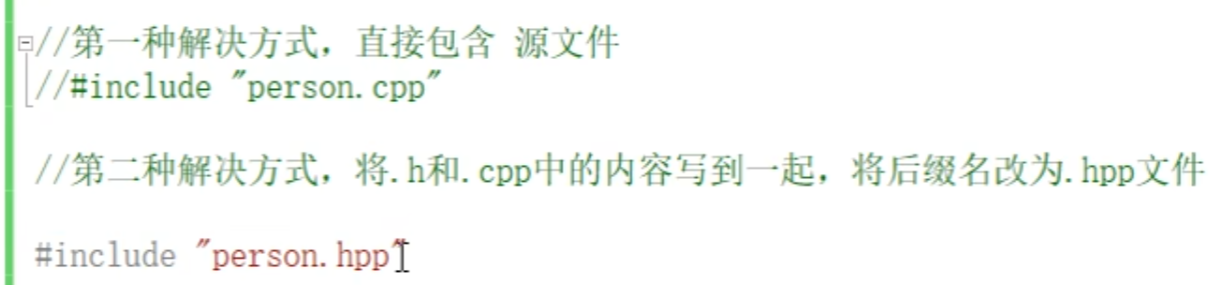 //第一种解决方式，直接包含 源文件
//#include "person.cpp"
//第二种解决方式，将.h和.cpp中的内容写到一起，将后缀名改为.hpp文件
#include "person.hpp"